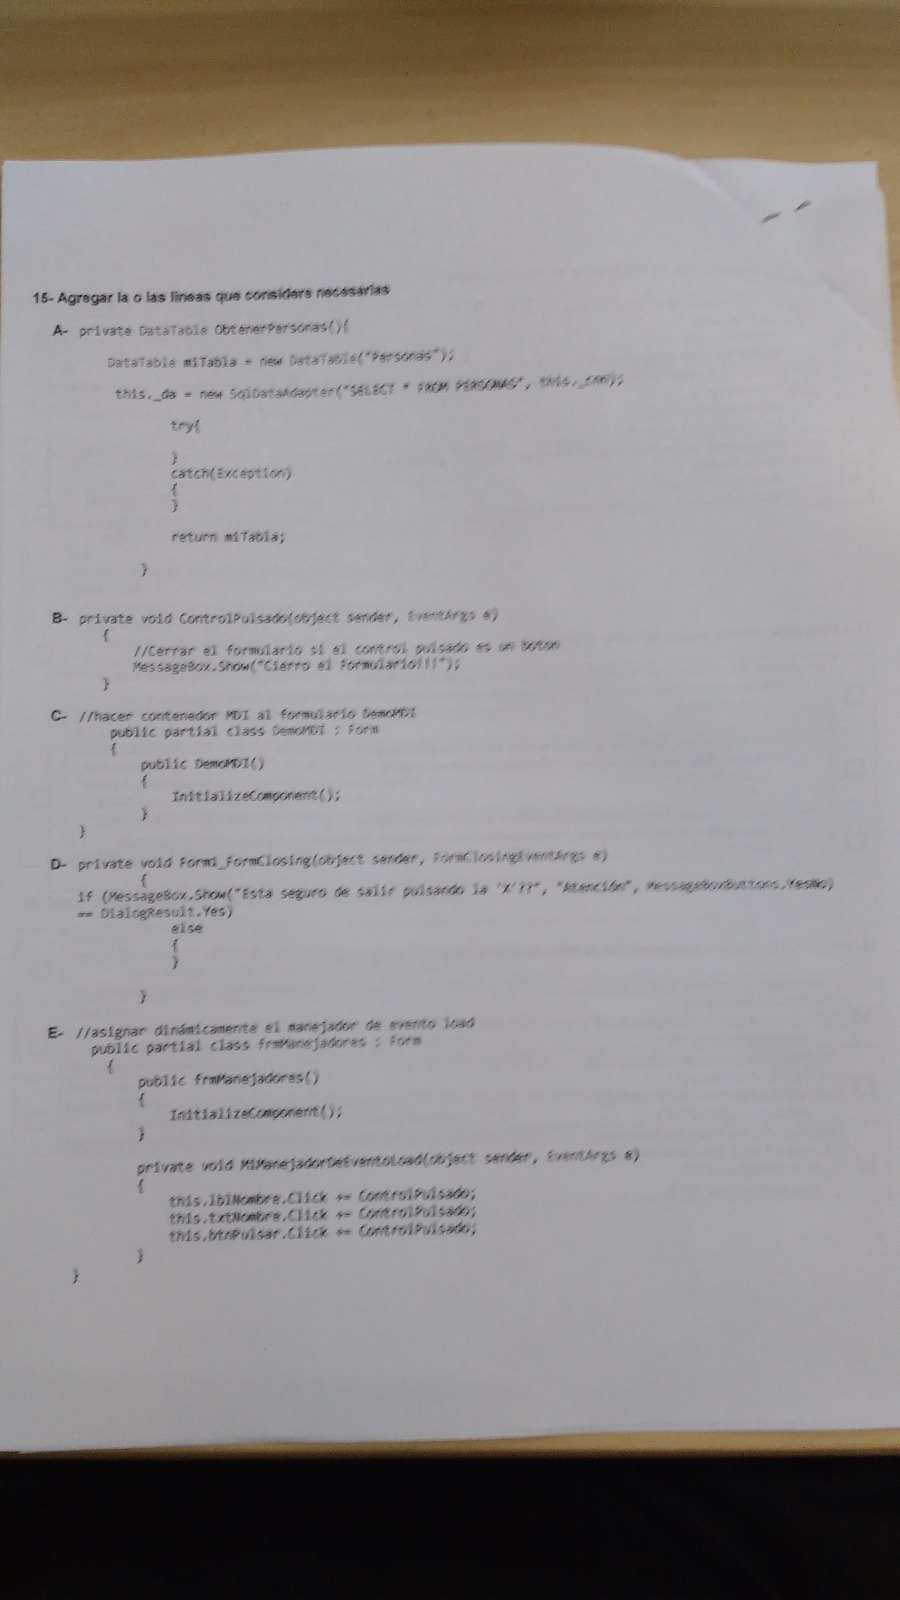 15- Agregar la o las líneas que considere necesarias
A- private DataTable ObtenerPersonas(){
DataTable miTabla = new DataTable("Personas");
this._da = new SqlDataAdapter("SELECT * FROM PERSONAS", this._cnn);
try{
}
catch(Exception)
{
}
return miTabla;
}
B- private void ControlPulsado(object sender, EventArgs e)
{
//Cerrar el formulario si el control pulsado es un boton
MessageBox.Show("Cierro el Formulario!!!");
}
C- //hacer contenedor MDI al formulario DemoMDI
public partial class DemoMDI : Form
{
public DemoMDI()
{
InitializeComponent();
}
}
D- private void Form1_FormClosing(object sender, FormClosingEventArgs e)
{
if (MessageBox.Show("Esta seguro de salir pulsando la 'X'??", "Atención", MessageBoxButtons.YesNo)
== DialogResult.Yes)
else
{
}
}
E- //asignar dinámicamente el manejador de evento load
public partial class frmManejadores : Form
{
public frmManejadores()
{
InitializeComponent();
}
private void MiManejadorDeEventoLoad(object sender, EventArgs e)
{
this.lblNombre.Click += ControlPulsado;
this.txtNombre.Click += ControlPulsado;
this.btnPulsar.Click += ControlPulsado;
}
}